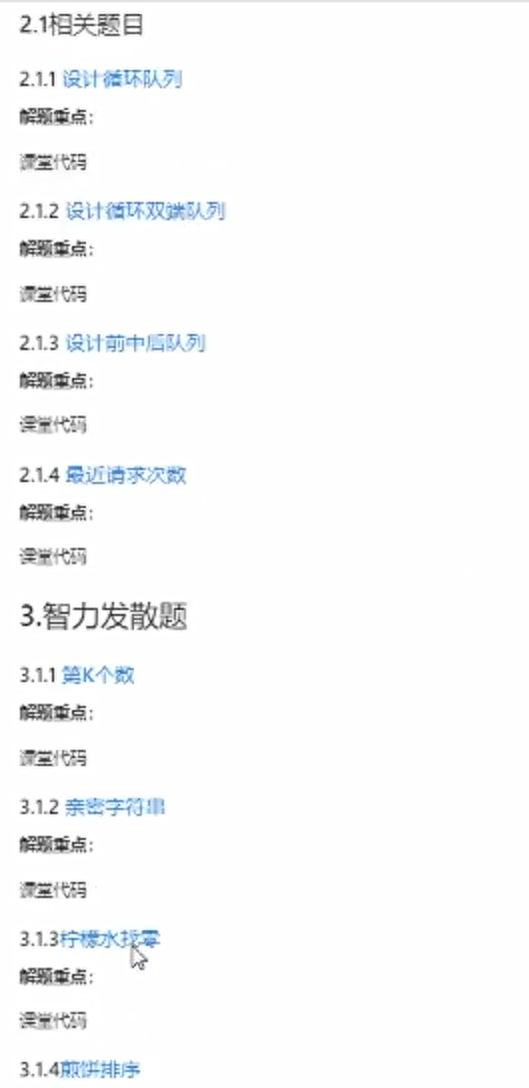 2.1相关题目
2.1.1 设计循环队列
解题重点：
课堂代码
2.1.2 设计循环双端队列
解题重点：
课堂代码
2.1.3 设计前中后队列
解题重点：
课堂代码
2.1.4 最近请求次数
解题重点：
课堂代码
3.智力发散题
3.1.1 第K个数
解题重点：
课堂代码
3.1.2 亲密字符串
解题重点：
课堂代码
3.1.3柠檬水找零
解题重点：
课堂代码
3.1.4煎饼排序